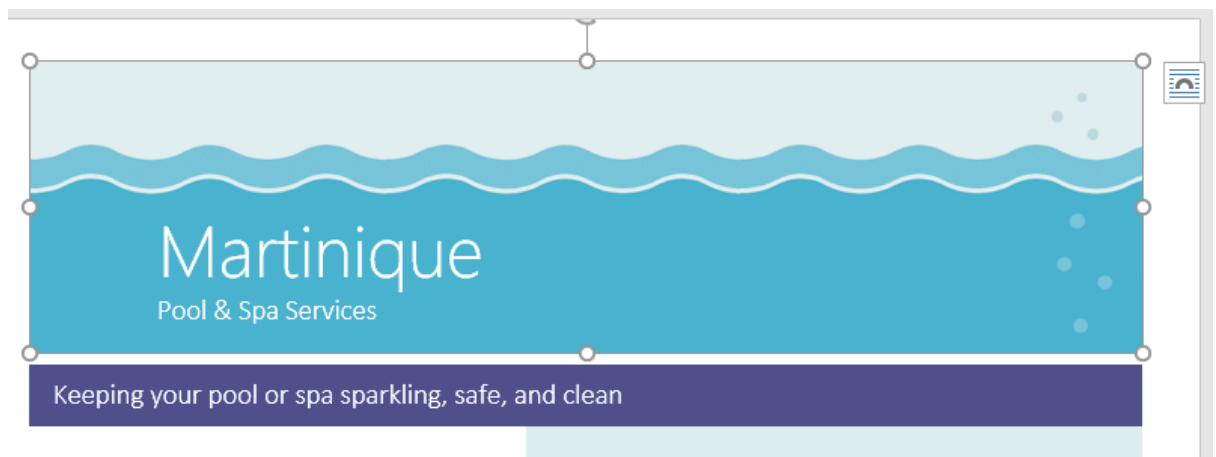 Martinique
Pool & Spa Services
Keeping your pool or spa sparkling, safe, and clean